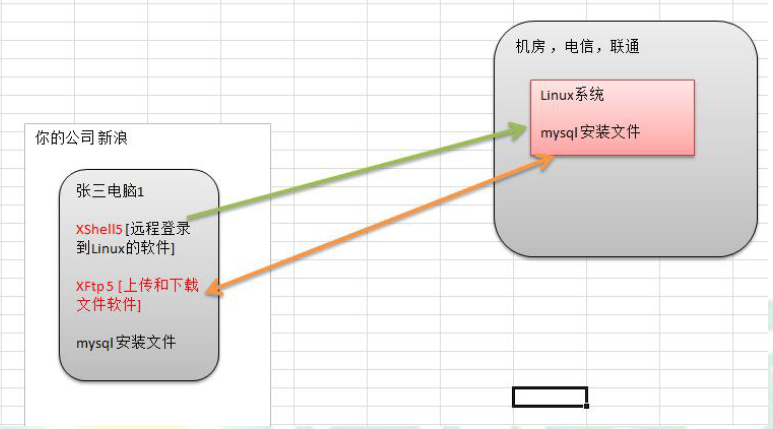 机房 ，电信，联通
Linux系统
mysql 安装文件
你的公司 新浪
张三电脑1
XShell5 [远程登录
到Linux的软件]
XFtp 5 [上传和下载
文件软件]
mysql 安装文件